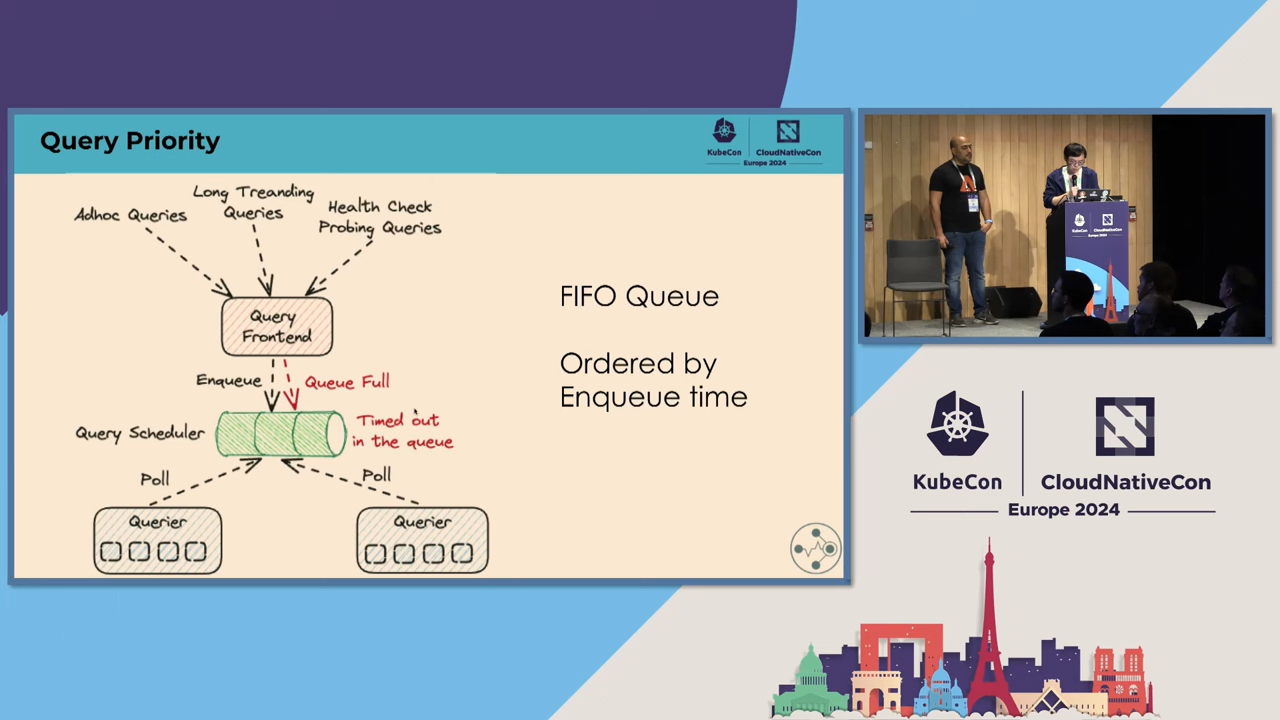 Query Priority
KubeCon
CloudNativeCon
Europe 2024
Adhoc Queries
Long Treanding
Queries
Health Check
Probing Queries
Query
Frontend
Enqueue
Queue Full
Query Scheduler
Timed out
in the queue
Poll
Poll
Querier
Querier
FIFO Queue
Ordered by
Enqueue time
KubeCon
CloudNativeCon
Europe 2024